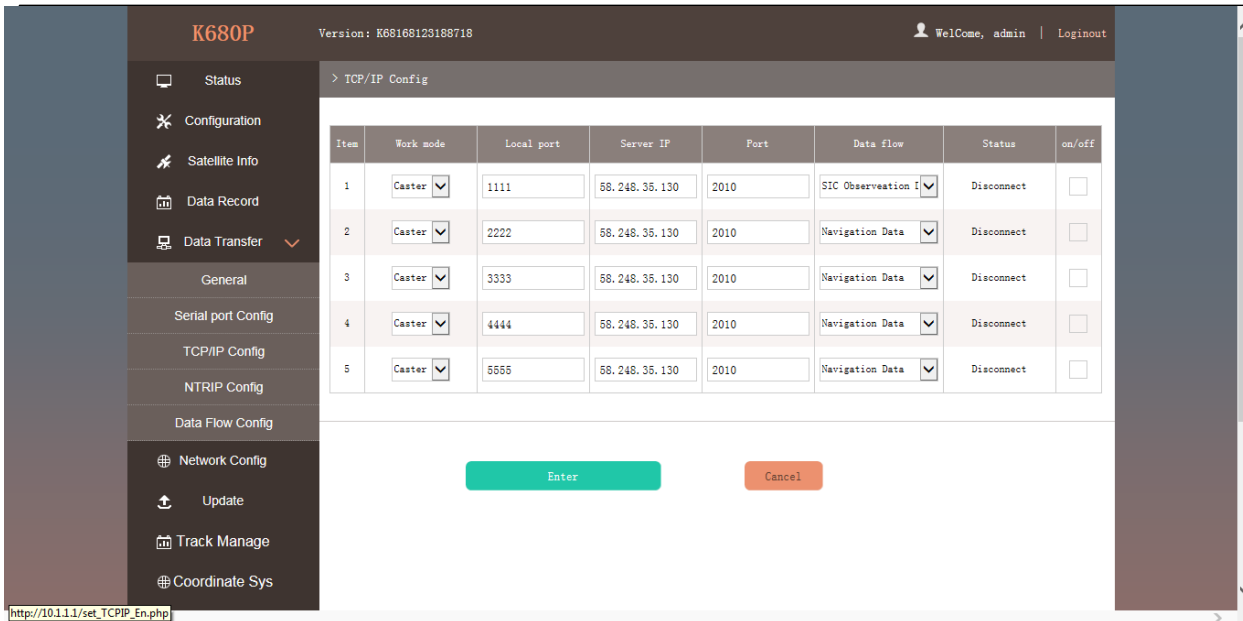 K680P
Version: K68168123188718
WelCome, admin | Loginout
Status
Configuration
Satellite Info
Data Record
Data Transfer
General
Serial port Config
TCP/IP Config
NTRIP Config
Data Flow Config
Network Config
Update
Track Manage
Coordinate Sys
> TCP/IP Config
Item Work mode Local port Server IP Port Data flow Status on/off
1 Caster 1111 58.248.35.130 2010 SIC Observeation I Disconnect
2 Caster 2222 58.248.35.130 2010 Navigation Data Disconnect
3 Caster 3333 58.248.35.130 2010 Navigation Data Disconnect
4 Caster 4444 58.248.35.130 2010 Navigation Data Disconnect
5 Caster 5555 58.248.35.130 2010 Navigation Data Disconnect
Enter Cancel
http://10.1.1.1/set_TCPIP_En.php